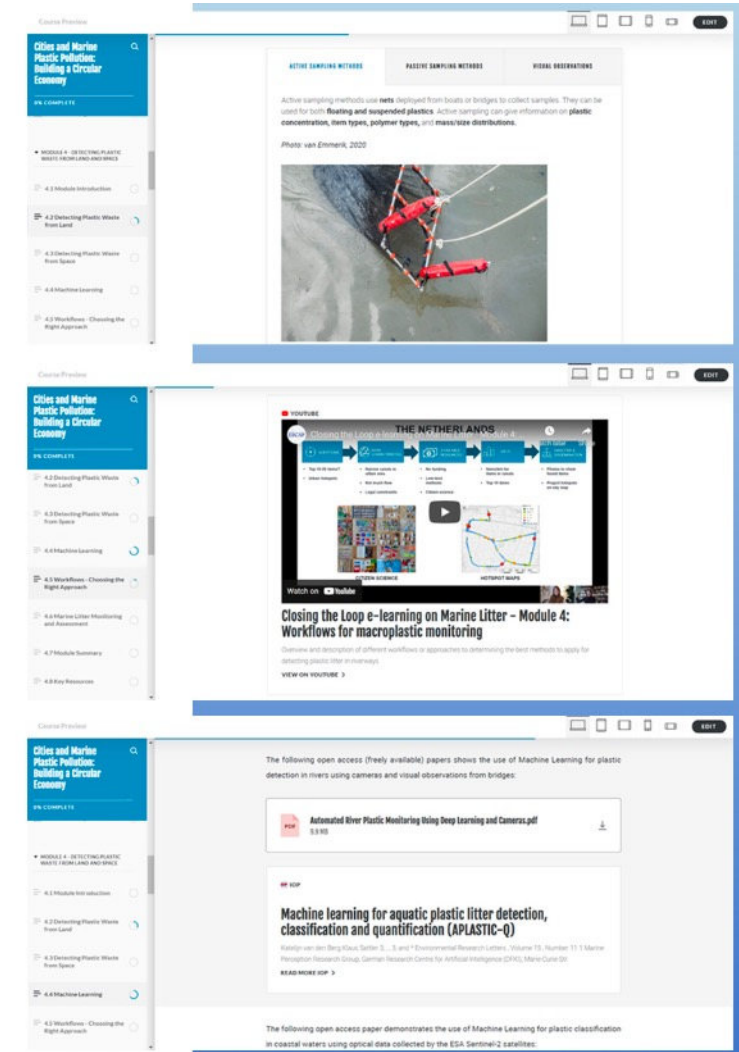 Course Preview
EDIT
Cities and Marine
Plastic Pollution:
Building a Circular
Economy
0% COMPLETE
MODULE 4 - DETECTING PLASTIC
WASTE FROM LAND AND SPACE
4.1 Module Introduction
4.2 Detecting Plastic Waste
from Land
4.3 Detecting Plastic Waste
from Space
4.4 Machine Learning
4.5 Workflows - Choosing the
Right Approach
ACTIVE SAMPLING METHODS
PASSIVE SAMPLING METHODS
VISUAL OBSERVATIONS
Active sampling methods use nets deployed from boats or bridges to collect samples. They can be
used for both floating and suspended plastics. Active sampling can give information on plastic
concentration, item types, polymer types, and mass/size distributions.
Photo: van Emmerik, 2020
Course Preview
EDIT
Cities and Marine
Plastic Pollution:
Building a Circular
Economy
0% COMPLETE
4.2 Detecting Plastic Waste
from Land
4.3 Detecting Plastic Waste
from Space
4.4 Machine Learning
4.5 Workflows - Choosing the
Right Approach
4.6 Marine Litter Monitoring
and Assessment
4.7 Module Summary
4.8 Key Resources
YOUTUBE
THE NETHERLANDS
Closing the Loop e-learning on Marine Litter - Module 4:
CITIZEN SCIENCE
HOTSPOT MAPS
Watch on YouTube
Closing the Loop e-learning on Marine Litter - Module 4:
Workflows for macroplastic monitoring
Overview and description of different workflows or approaches to determining the best methods to apply for
detecting plastic litter in riverways.
VIEW ON YOUTUBE >
Course Preview
EDIT
Cities and Marine
Plastic Pollution:
Building a Circular
Economy
0% COMPLETE
MODULE 4 - DETECTING PLASTIC
WASTE FROM LAND AND SPACE
4.1 Module Introduction
4.2 Detecting Plastic Waste
from Land
4.3 Detecting Plastic Waste
from Space
4.4 Machine Learning
4.5 Workflows - Choosing the
Right Approach
The following open access (freely available) papers shows the use of Machine Learning for plastic
detection in rivers using cameras and visual observations from bridges:
PDF
Automated River Plastic Monitoring Using Deep Learning and Cameras.pdf
9.8 MB
IOP
Machine learning for aquatic plastic litter detection,
classification and quantification (APLASTIC-Q)
READ MORE IOP >
The following open access paper demonstrates the use of Machine Learning for plastic classification
in coastal waters using optical data collected by the ESA Sentinel-2 satellites: